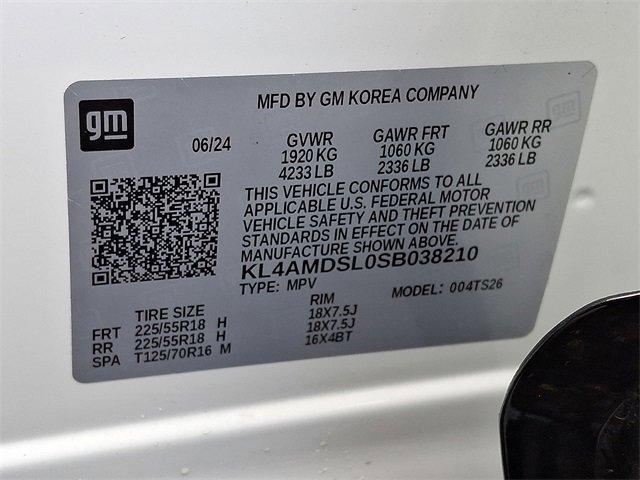 MFD BY GM KOREA COMPANY
gm
06/24
GVWR GAWR FRT GAWR RR
1920 KG 1060 KG 1060 KG
4233 LB 2336 LB 2336 LB
THIS VEHICLE CONFORMS TO ALL
APPLICABLE U.S. FEDERAL MOTOR
VEHICLE SAFETY AND THEFT PREVENTION
STANDARDS IN EFFECT ON THE DATE OF
MANUFACTURE SHOWN ABOVE.
KL4AMDSL0SB038210
TYPE: MPV MODEL: 004TS26
TIRE SIZE RIM
FRT 225/55R18 H 18X7.5J
RR 225/55R18 H 18X7.5J
SPA T125/70R16 M 16X4BT